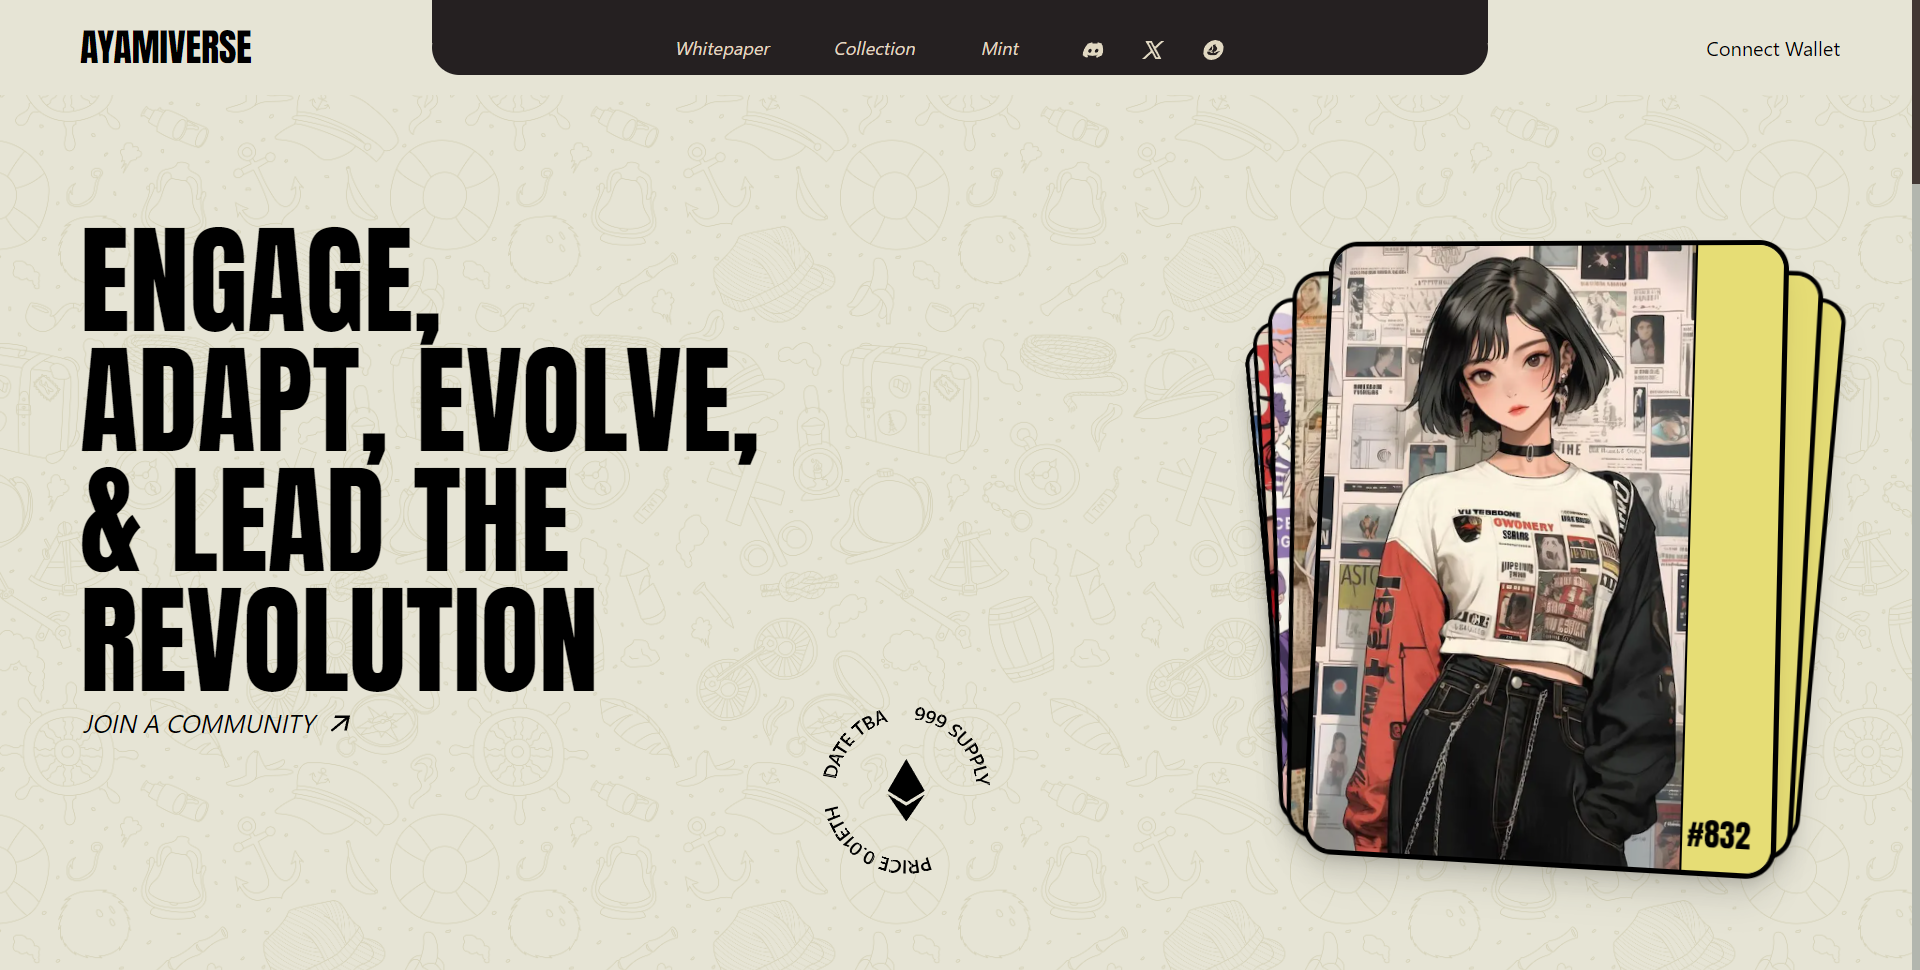 AYAMIVERSE
Whitepaper
Collection
Mint
Connect Wallet
ENGAGE,
ADAPT, EVOLVE,
& LEAD THE
REVOLUTION
JOIN A COMMUNITY
DATE TBA
999 SUPPLY
PRICE 0.01ETH
OWONERY
#832